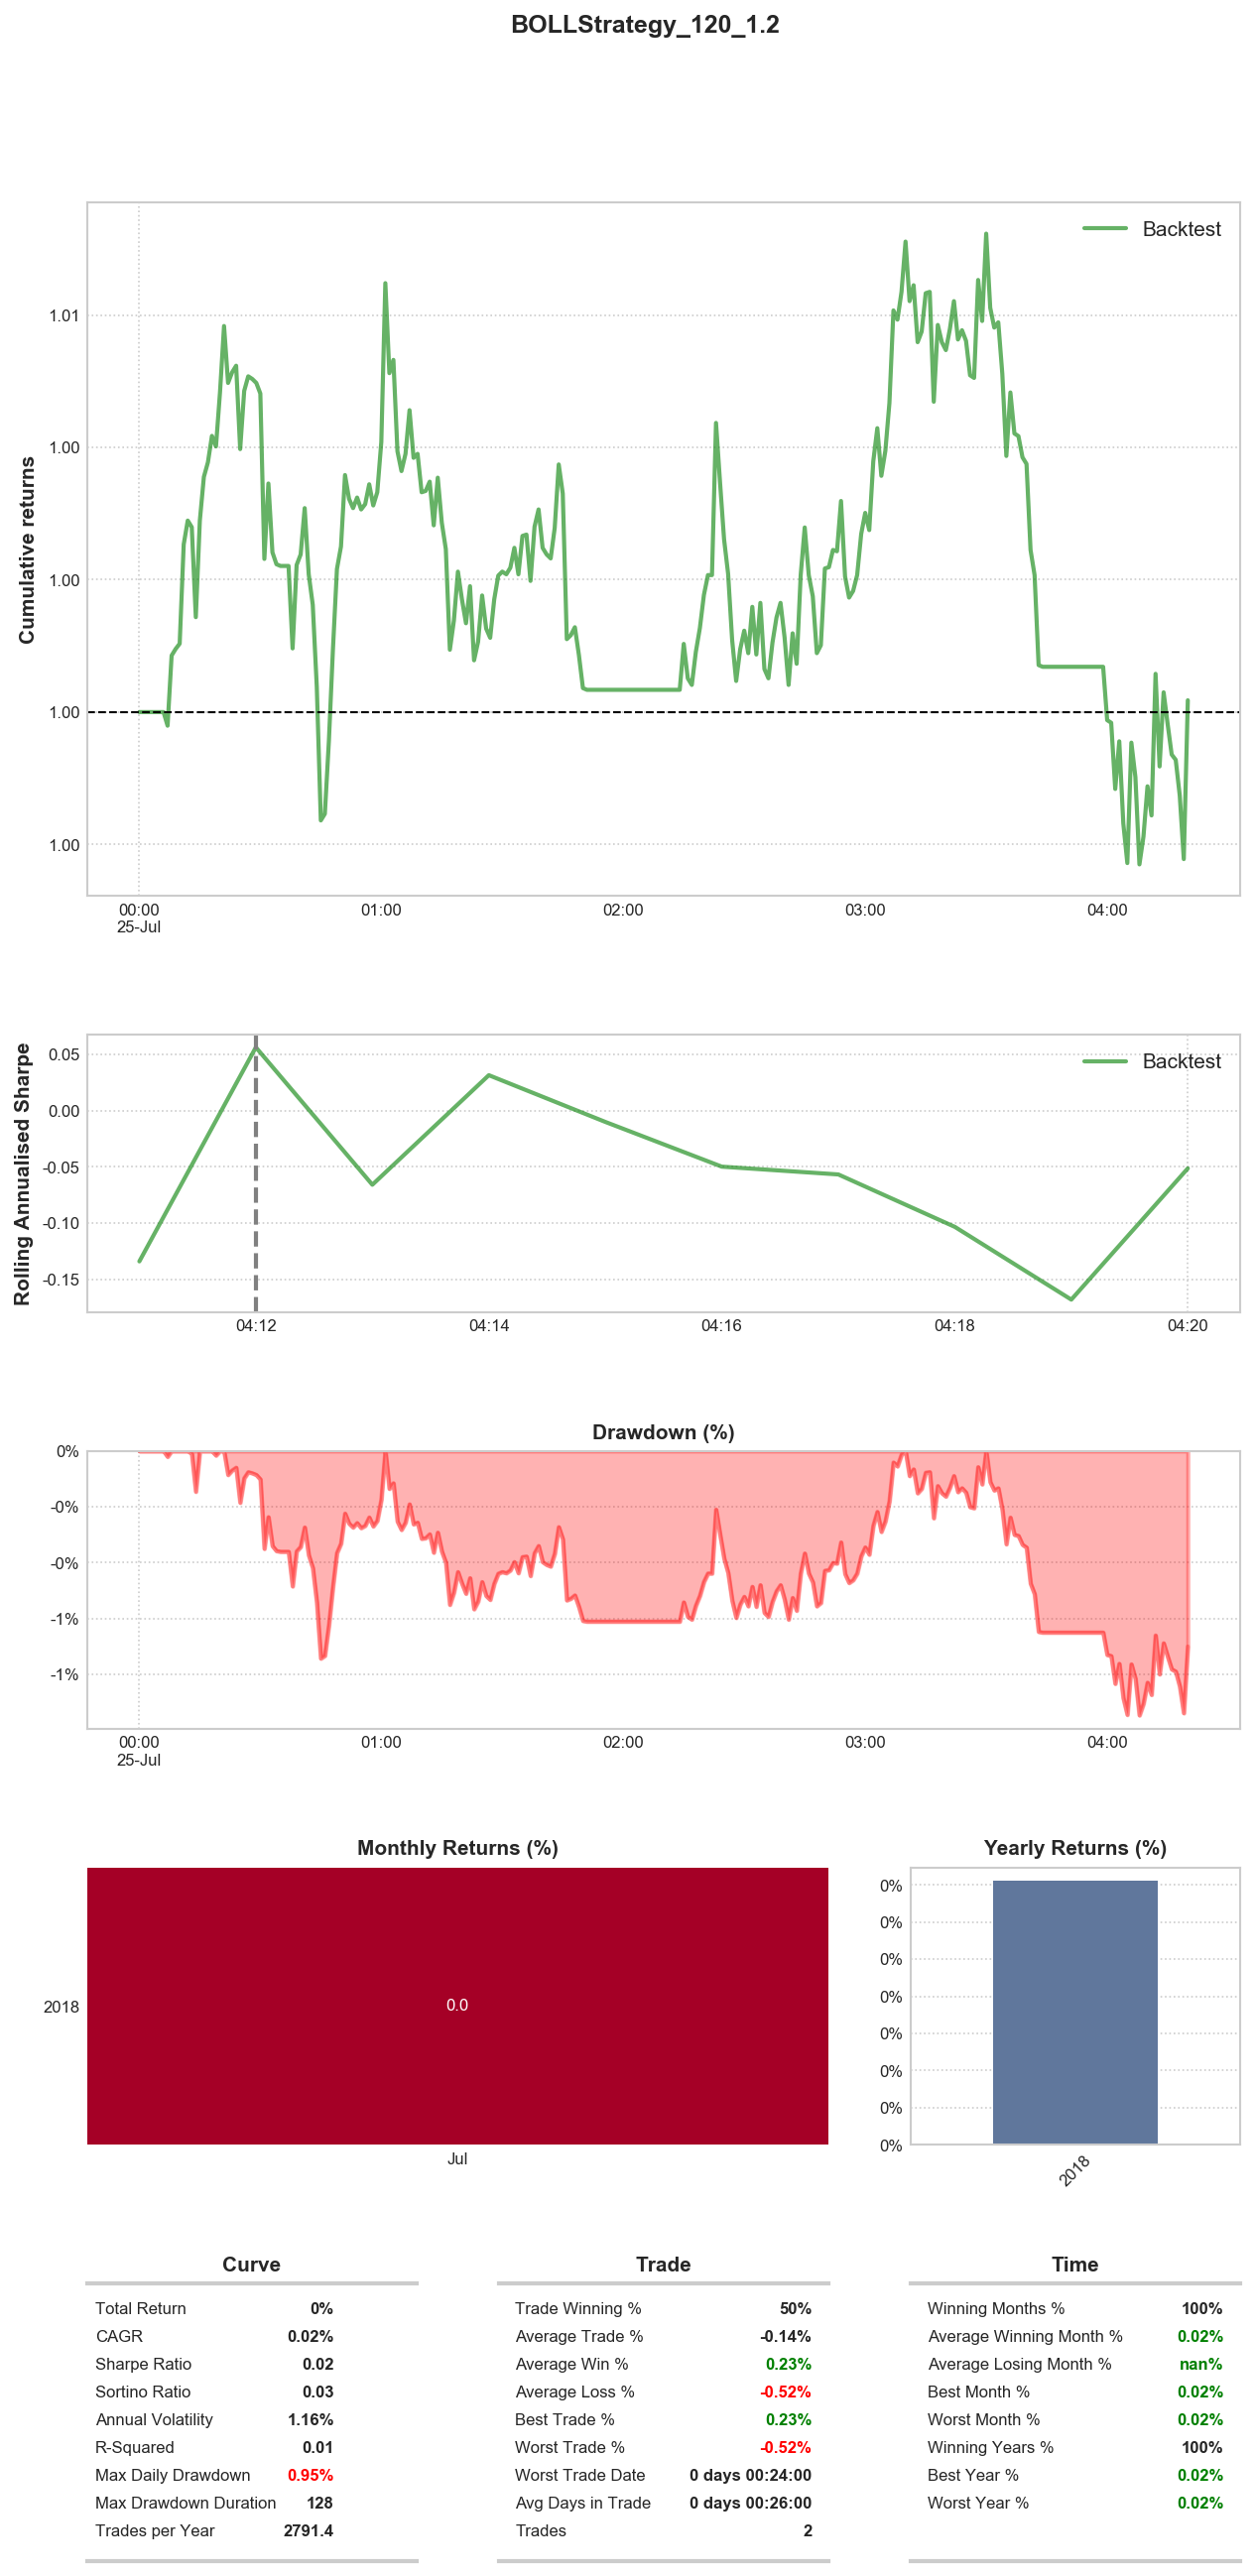 BOLLStrategy_120_1.2
Backtest
1.01
1.00
1.00
1.00
1.00
Cumulative returns
00:00 01:00 02:00 03:00 04:00
25-Jul
Backtest
0.05
0.00
-0.05
-0.10
-0.15
Rolling Annualised Sharpe
04:12 04:14 04:16 04:18 04:20
Drawdown (%)
0%
-0%
-0%
-1%
-1%
00:00 01:00 02:00 03:00 04:00
25-Jul
Monthly Returns (%)
2018
0.0
Jul
Yearly Returns (%)
0%
0%
0%
0%
0%
0%
0%
0%
2018
Curve
Total Return 0%
CAGR 0.02%
Sharpe Ratio 0.02
Sortino Ratio 0.03
Annual Volatility 1.16%
R-Squared 0.01
Max Daily Drawdown 0.95%
Max Drawdown Duration 128
Trades per Year 2791.4
Trade
Trade Winning % 50%
Average Trade % -0.14%
Average Win % 0.23%
Average Loss % -0.52%
Best Trade % 0.23%
Worst Trade % -0.52%
Worst Trade Date 0 days 00:24:00
Avg Days in Trade 0 days 00:26:00
Trades 2
Time
Winning Months % 100%
Average Winning Month % 0.02%
Average Losing Month % nan%
Best Month % 0.02%
Worst Month % 0.02%
Winning Years % 100%
Best Year % 0.02%
Worst Year % 0.02%